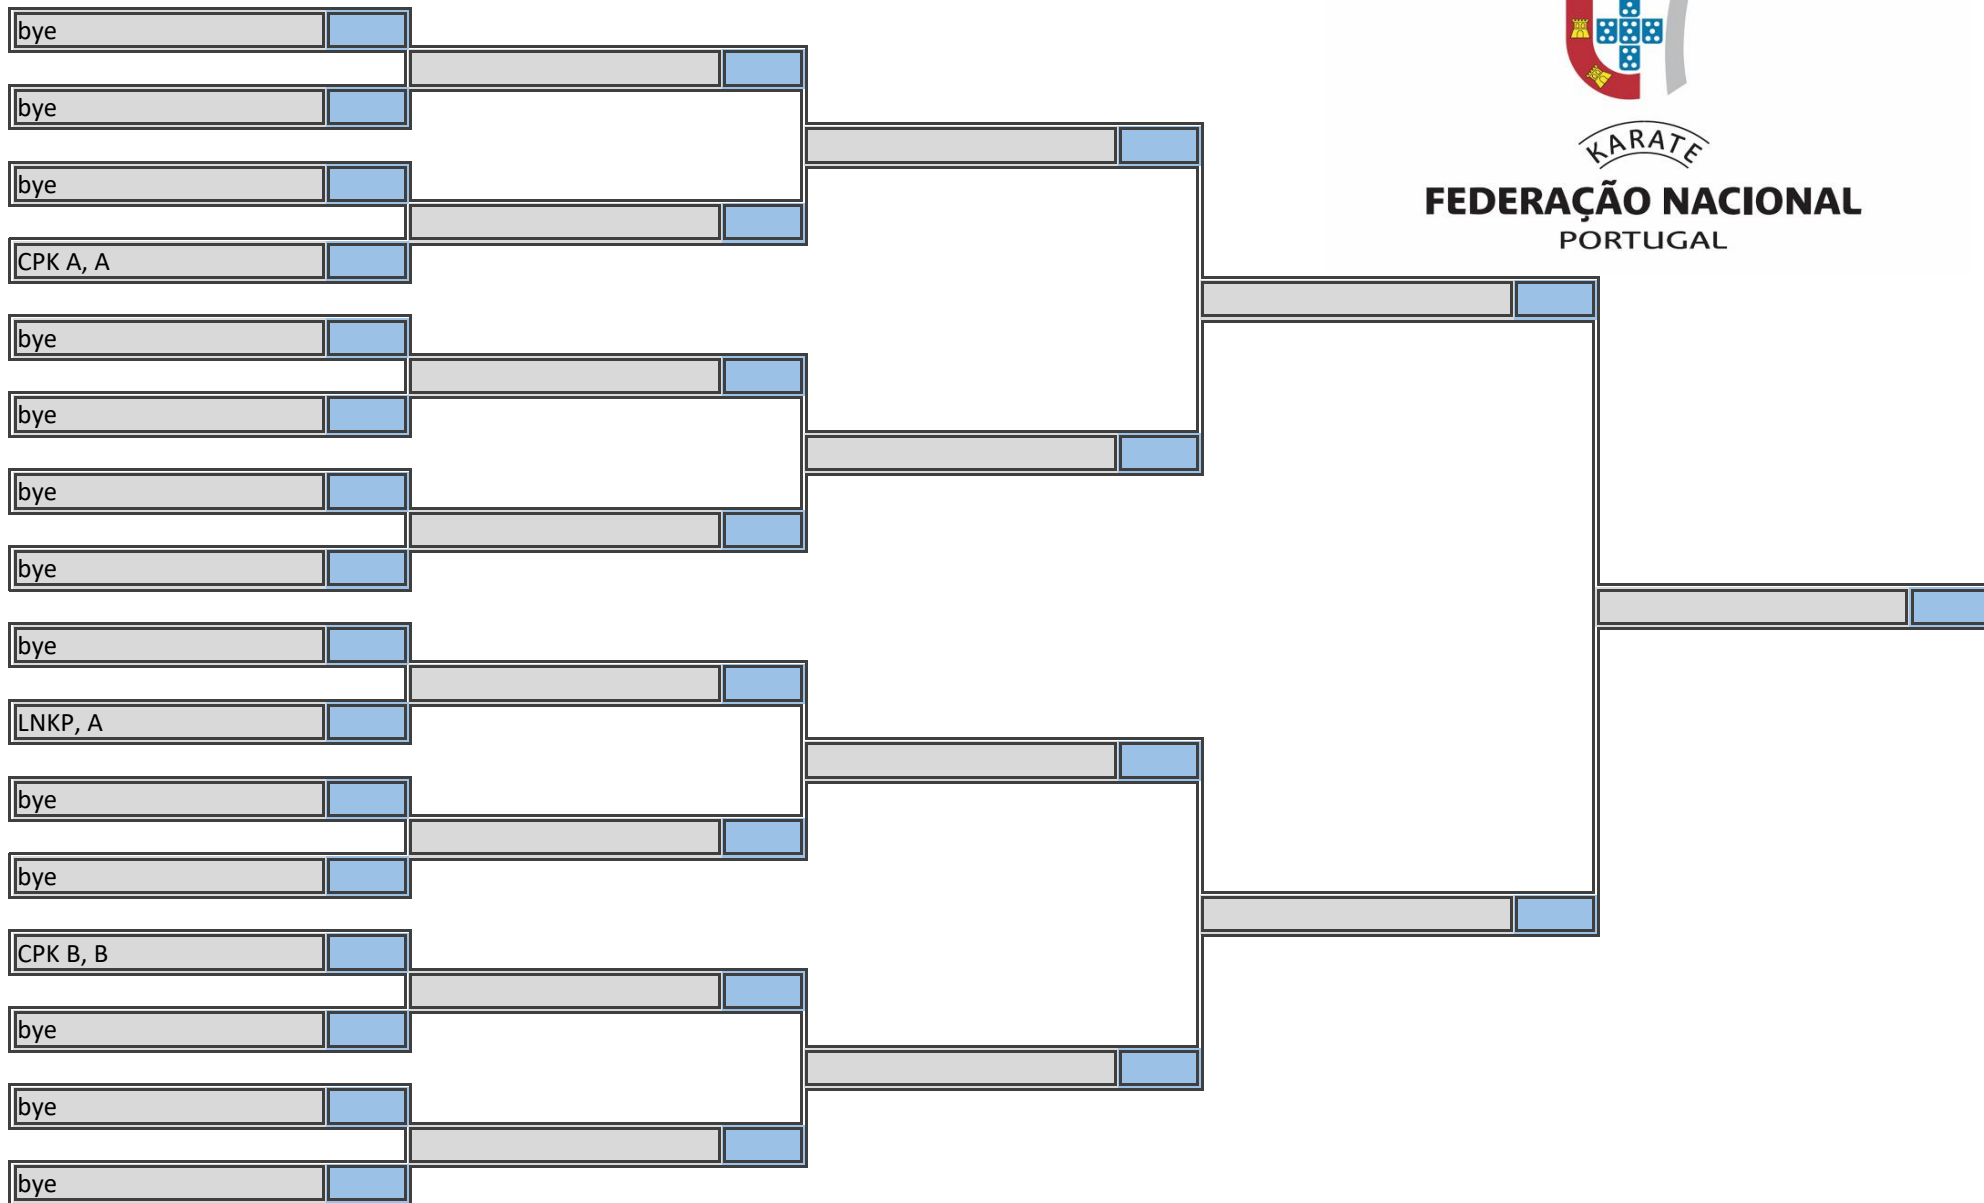 bye
bye
bye
CPK A, A
bye
bye
bye
bye
bye
LNKP, A
bye
bye
CPK B, B
bye
bye
bye
KARATE
FEDERAÇÃO NACIONAL
PORTUGAL